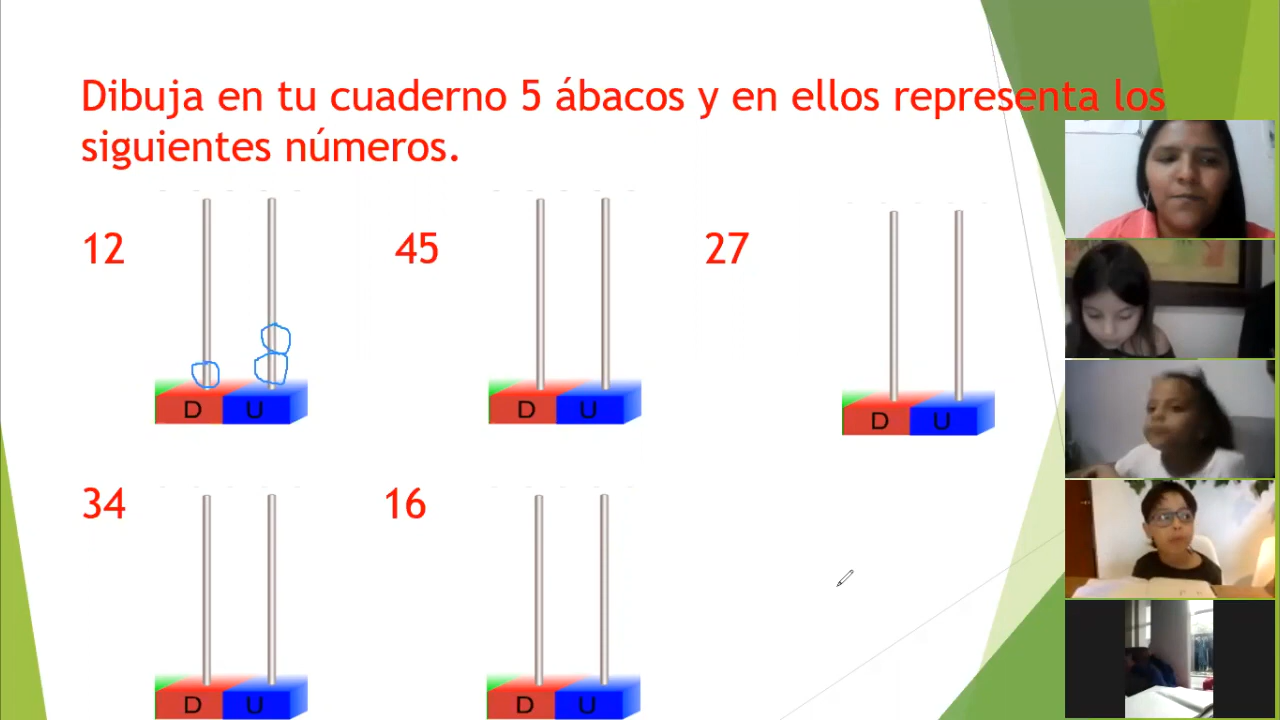 Dibuja en tu cuaderno 5 ábacos y en ellos representa los
siguientes números.
12
45
27
D U
D U
D U
34
16
D U
D U